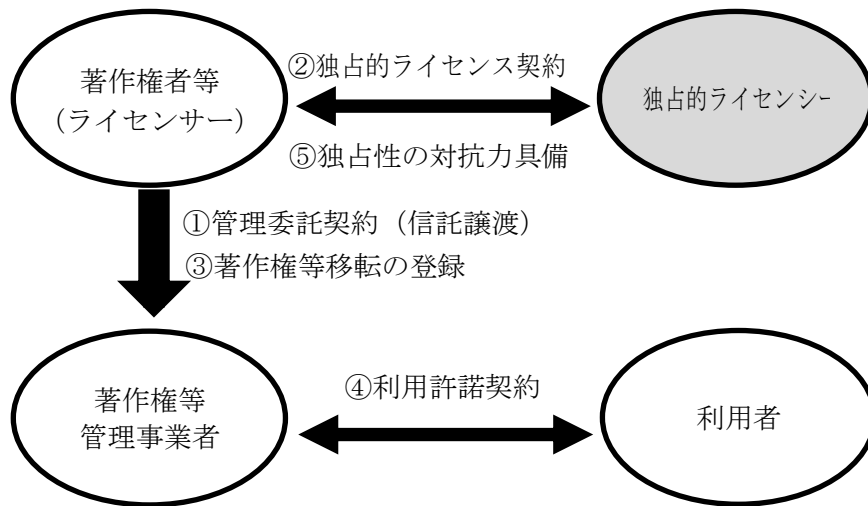 著作権者等
（ライセンサー）
②独占的ライセンス契約
⑤独占性の対抗力具備
独占的ライセンシー
①管理委託契約（信託譲渡）
③著作権等移転の登録
著作権等
管理事業者
④利用許諾契約
利用者